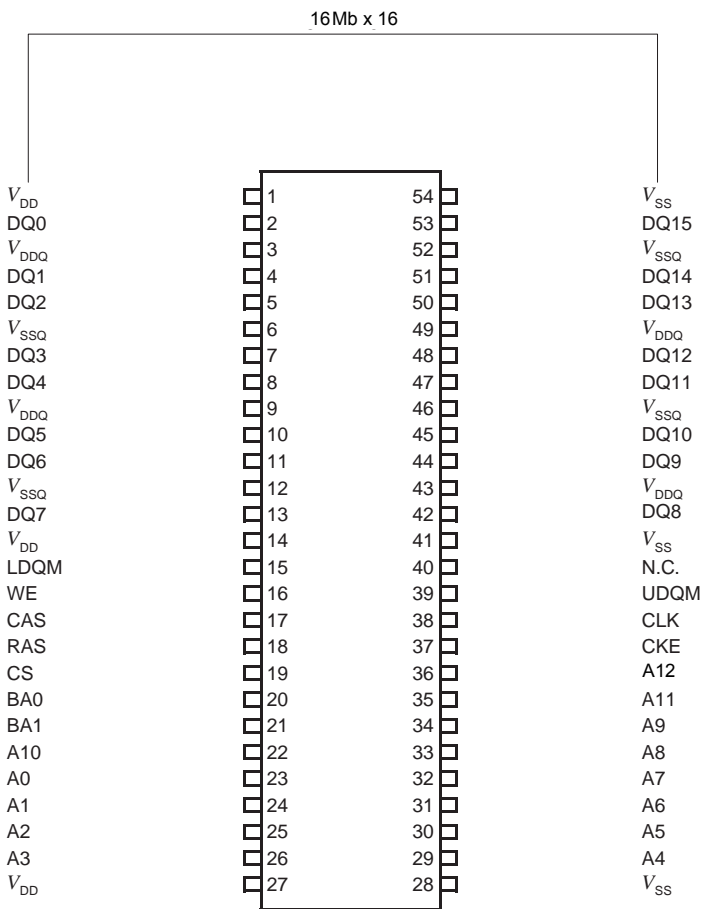 16Mb x 16
VDD 1 54 VSS
DQ0 2 53 DQ15
VDDQ 3 52 VSSQ
DQ1 4 51 DQ14
DQ2 5 50 DQ13
VSSQ 6 49 VDDQ
DQ3 7 48 DQ12
DQ4 8 47 DQ11
VDDQ 9 46 VSSQ
DQ5 10 45 DQ10
DQ6 11 44 DQ9
VSSQ 12 43 VDDQ
DQ7 13 42 DQ8
VDD 14 41 VSS
LDQM 15 40 N.C.
WE 16 39 UDQM
CAS 17 38 CLK
RAS 18 37 CKE
CS 19 36 A12
BA0 20 35 A11
BA1 21 34 A9
A10 22 33 A8
A0 23 32 A7
A1 24 31 A6
A2 25 30 A5
A3 26 29 A4
VDD 27 28 VSS